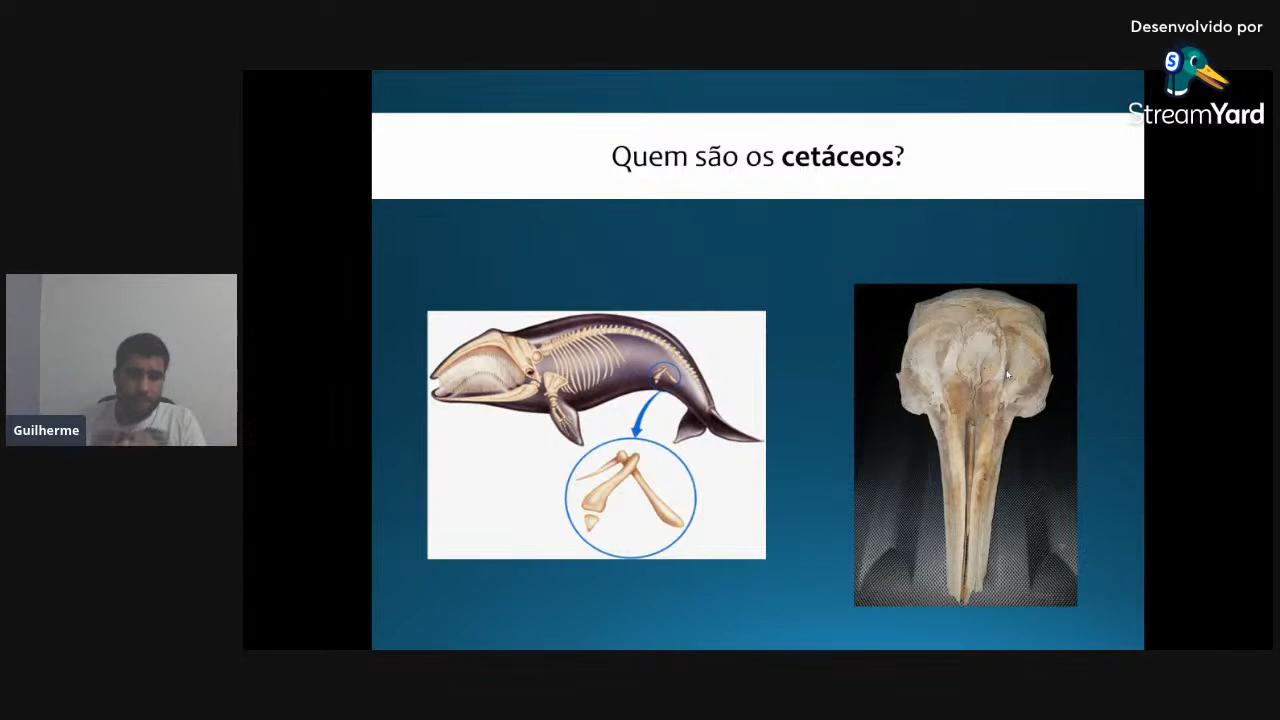 Desenvolvido por
S
StreamYard
Quem são os cetáceos?
Guilherme